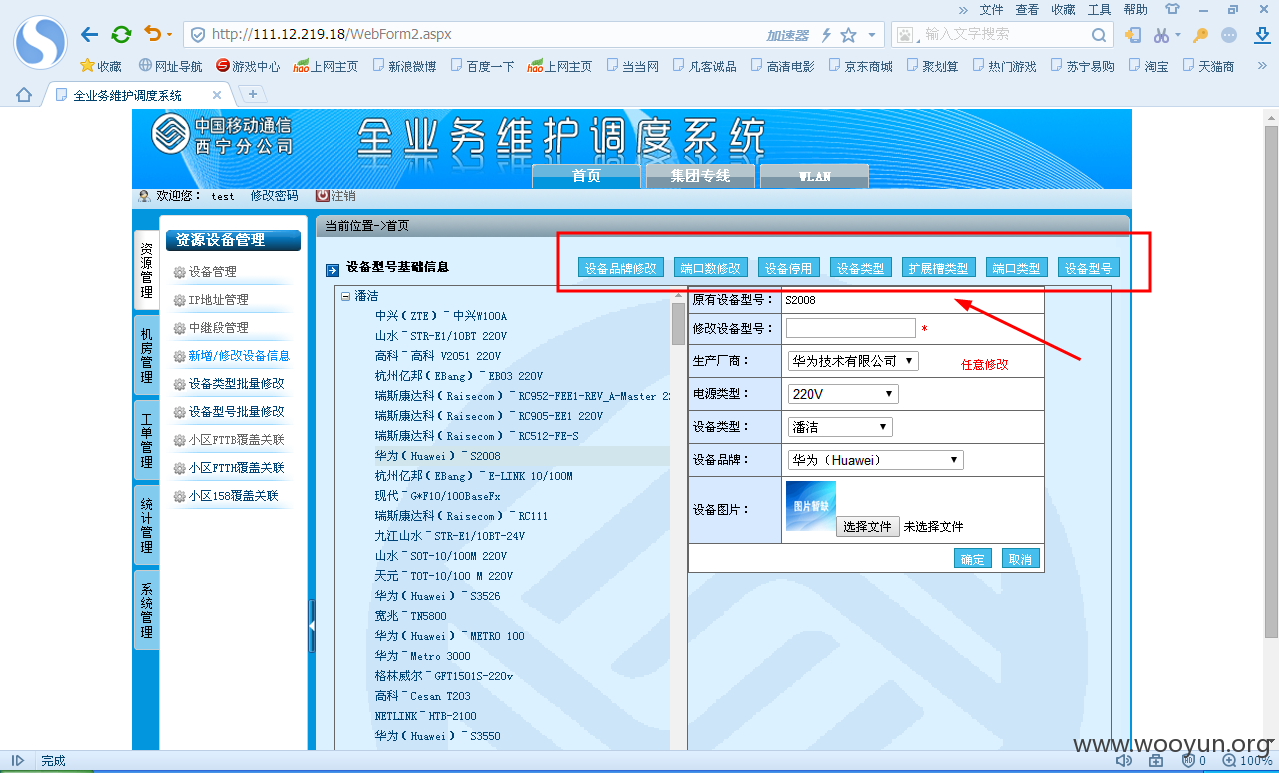 » 文件 查看 收藏 工具 帮助
http://111.12.219.18/WebForm2.aspx 加速器 输入文字搜索
收藏 网址导航 游戏中心 hao上网主页 新浪微博 百度一下 hao上网主页 当当网 凡客诚品 高清电影 京东商城 聚划算 热门游戏 苏宁易购 淘宝 天猫商 »
全业务维护调度系统 × +
中国移动通信
西宁分公司
全业务维护调度系统
首页 集团专线 WLAN
欢迎您： test 修改密码 注销
资源管理
机房管理
工单管理
统计管理
系统管理
资源设备管理
设备管理
IP地址管理
中继段管理
新增/修改设备信息
设备类型批量修改
设备型号批量修改
小区FTTB覆盖关联
小区FTTH覆盖关联
小区158覆盖关联
当前位置->首页
设备型号基础信息
设备品牌修改 端口数修改 设备停用 设备类型 扩展槽类型 端口类型 设备型号
潘洁
中兴（ZTE）~中兴W100A
山水~STR-E1/10BT 220V
高科~高科 V2051 220V
杭州亿邦（EBang）~EB03 220V
瑞斯康达科（Raisecom）~RC952-FEE1-REV_A-Master 22
瑞斯康达科（Raisecom）~RC905-EE1 220V
瑞斯康达科（Raisecom）~RC512-FE-S
华为（Huawei）~S2008
杭州亿邦（EBang）~E-LINK 10/100M
现代~G*F10/100BaseFx
瑞斯康达科（Raisecom）~RC111
九江山水~STR-E1/10BT-24V
山水~SOT-10/100M 220V
天元~TOT-10/100 M 220V
华为（Huawei）~S3526
宽兆~TN5800
华为（Huawei）~METRO 100
华为~Metro 3000
格林威尔~GFT1501S-220v
高科~Cesan T203
NETLINK~HTB-2100
华为（Huawei）~S3550
原有设备型号： S2008
修改设备型号： *
生产厂商： 华为技术有限公司 任意修改
电源类型： 220V
设备类型： 潘洁
设备品牌： 华为（Huawei）
设备图片： 图片暂缺 选择文件 未选择文件
确定 取消
www.wooyun.org
完成 0 100%